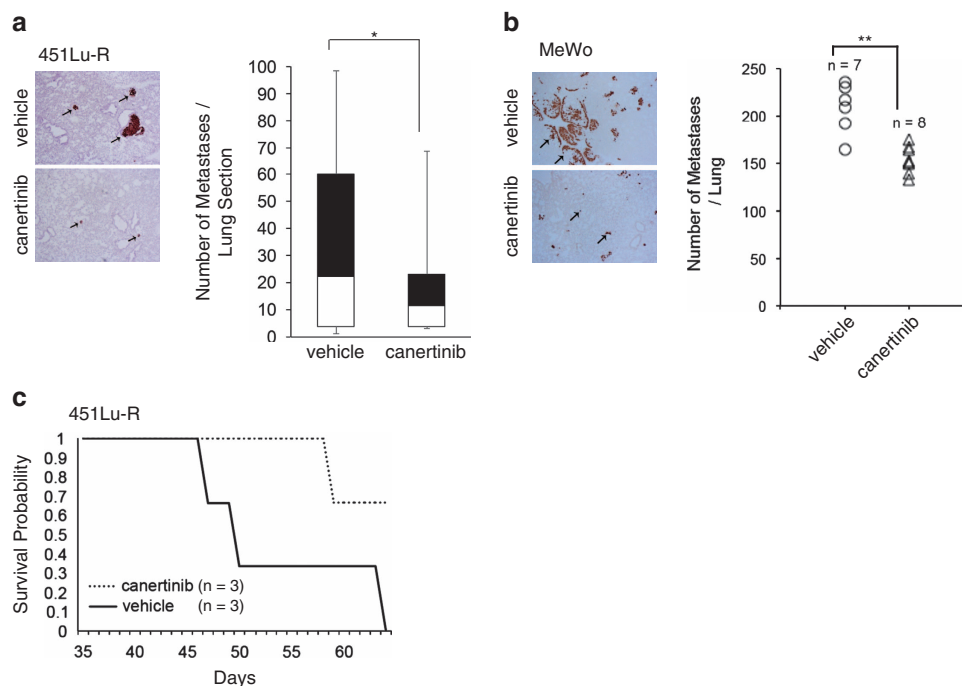 a
451Lu-R
vehicle
canertinib
Number of Metastases /
Lung Section
100
90
80
70
60
50
40
30
20
10
0
*
vehicle canertinib
b
MeWo
vehicle
canertinib
Number of Metastases
/ Lung
250
200
150
100
50
0
**
n = 7
n = 8
vehicle
canertinib
c
451Lu-R
Survival Probability
1
0.9
0.8
0.7
0.6
0.5
0.4
0.3
0.2
0.1
0
canertinib (n = 3)
vehicle (n = 3)
35 40 45 50 55 60
Days